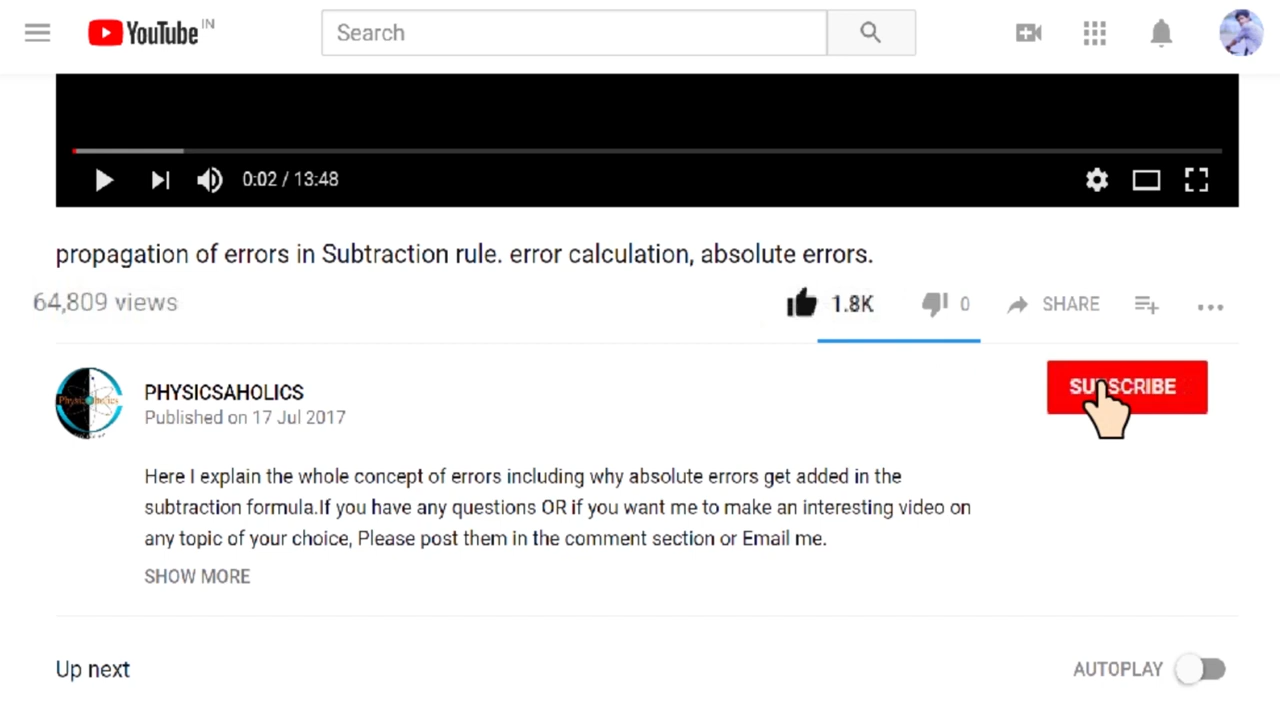 YouTube IN
Search
0:02 / 13:48
propagation of errors in Subtraction rule. error calculation, absolute errors.
64,809 views
1.8K
0
SHARE
PHYSICSAHOLICS
SUBSCRIBE
Published on 17 Jul 2017
Here I explain the whole concept of errors including why absolute errors get added in the
subtraction formula.If you have any questions OR if you want me to make an interesting video on
any topic of your choice, Please post them in the comment section or Email me.
SHOW MORE
Up next
AUTOPLAY